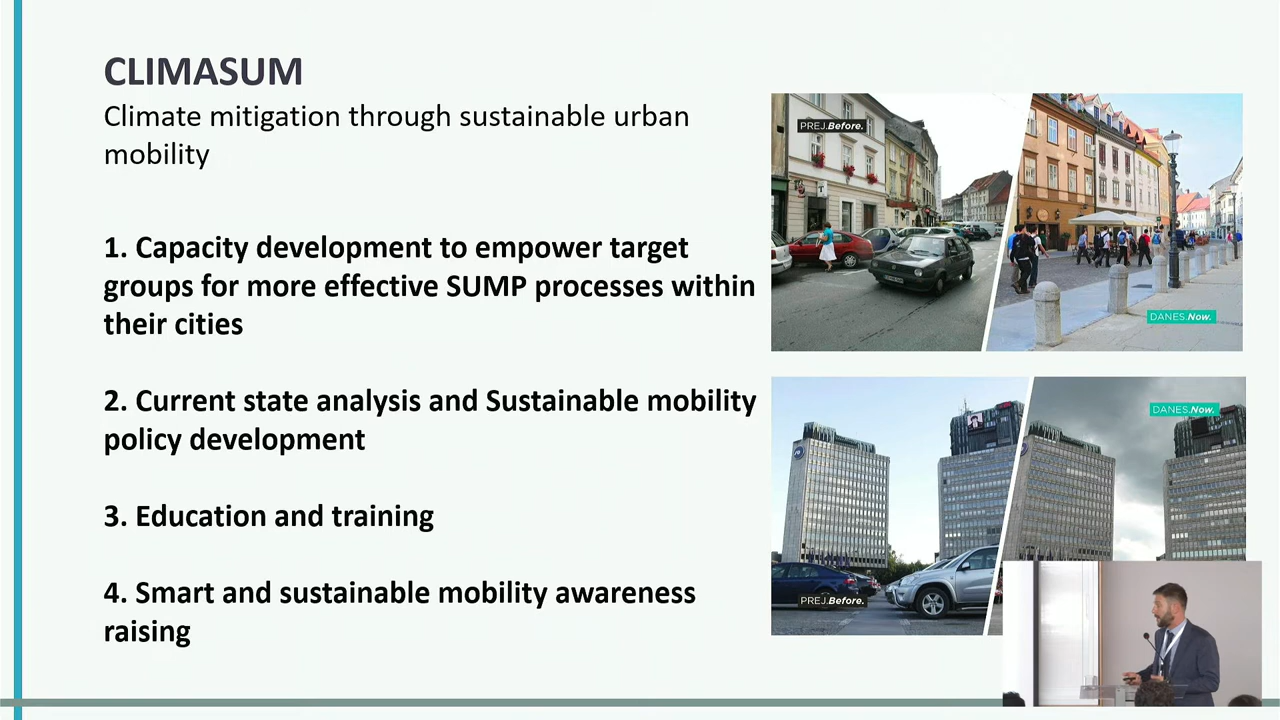 CLIMASUM
Climate mitigation through sustainable urban
mobility
1. Capacity development to empower target
groups for more effective SUMP processes within
their cities
2. Current state analysis and Sustainable mobility
policy development
3. Education and training
4. Smart and sustainable mobility awareness
raising
PREJ.Before.
DANES.Now.
DANES.Now.
PREJ.Before.